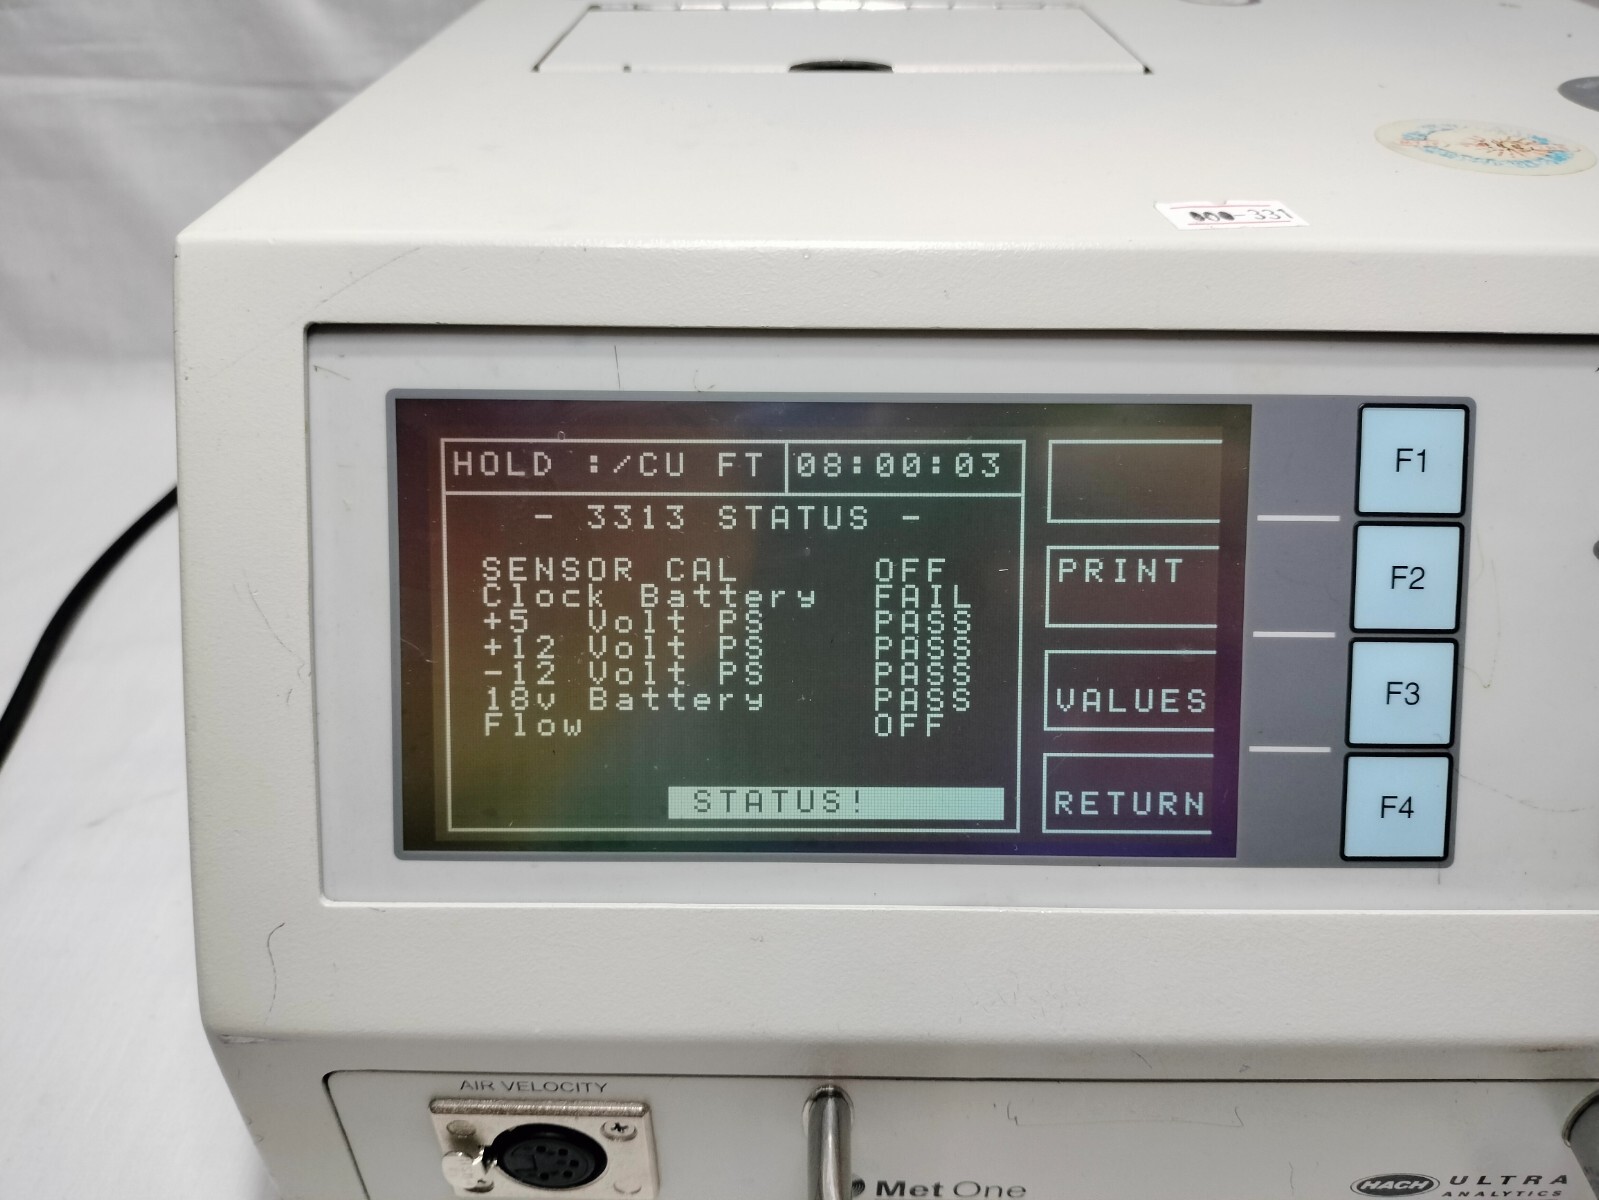 -331
HOLD :/CU FT 08:00:03
- 3313 STATUS -
SENSOR CAL OFF
Clock Battery FAIL
+5 Volt PS PASS
+12 Volt PS PASS
-12 Volt PS PASS
18v Battery PASS
Flow OFF
STATUS!
PRINT
VALUES
RETURN
F1
F2
F3
F4
AIR VELOCITY
Met One
HACH ULTRA
ANALYTICS